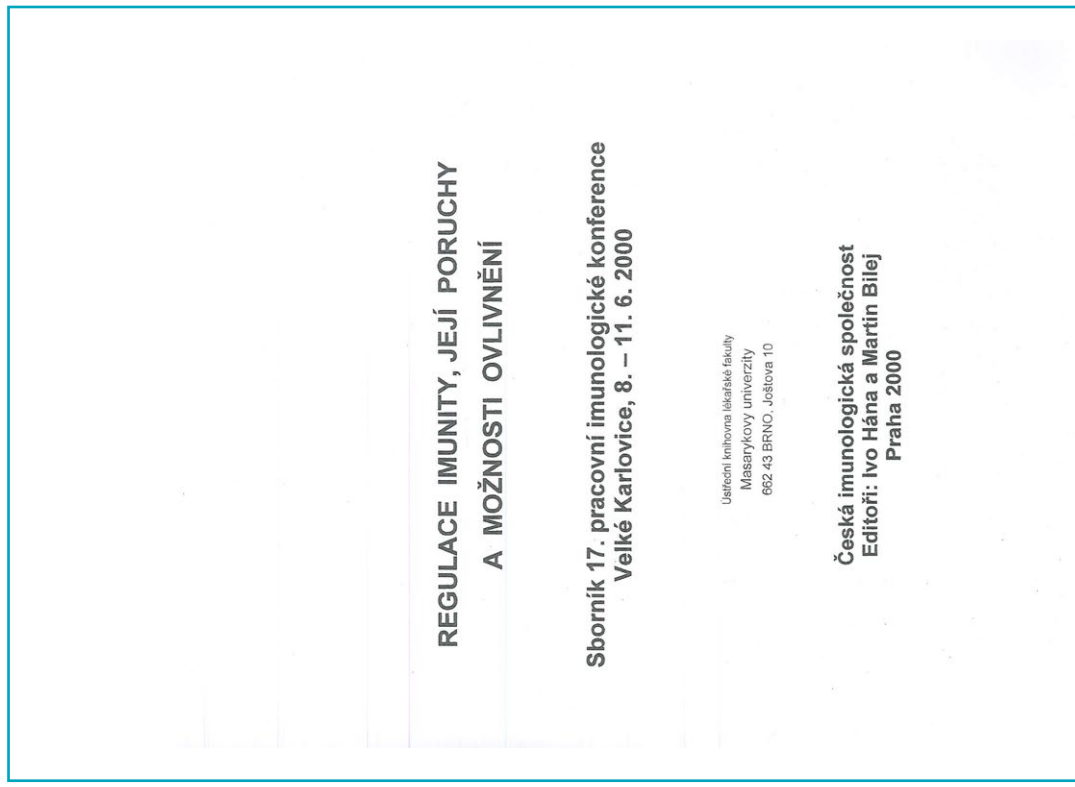 REGULACE IMUNITY, JEJÍ PORUCHY
A MOŽNOSTI OVLIVNĚNÍ
Sborník 17. pracovní imunologické konference
Velké Karlovice, 8. – 11. 6. 2000
Ústřední knihovna lékařské fakulty
Masarykovy univerzity
662 43 BRNO, Joštova 10
Česká imunologická společnost
Editoři: Ivo Hána a Martin Bilej
Praha 2000